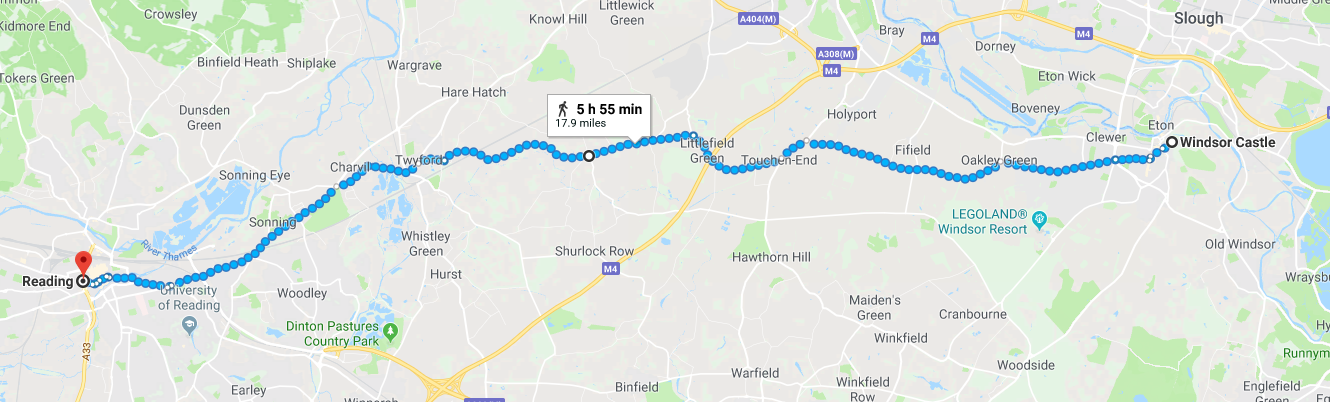 Crowsley
Kidmore End
Littlewick
Green
Knowl Hill
A404(M)
Bray
M4
M4
Slough
Middle Gre
A308(M)
M4
Dorney
Binfield Heath
Shiplake
Wargrave
Tokers Green
Eton Wick
Hare Hatch
5 h 55 min
17.9 miles
Dunsden
Green
Holyport
Boveney
Clewer
Eton
Windsor Castle
Littlefield
Green
Touchen-End
Fifield
Oakley Green
Charvil
Twyford
Sonning Eye
Sonning
LEGOLAND®
Windsor Resort
River Thames
Whistley
Green
Shurlock Row
Hawthorn Hill
Old Windsor
M4
Reading
University
of Reading
Woodley
Hurst
Wraysb
Maiden's
Green
Cranbourne
Dinton Pastures
Country Park
Winkfield
Hy
Runnym
A33
Woodside
Earley
Binfield
Warfield
Winkfield
Row
Englefield
Green
Eg